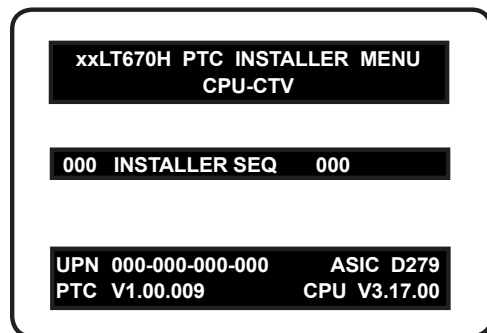 xxLT670H PTC INSTALLER MENU
CPU-CTV
000 INSTALLER SEQ 000
UPN 000-000-000-000 ASIC D279
PTC V1.00.009 CPU V3.17.00